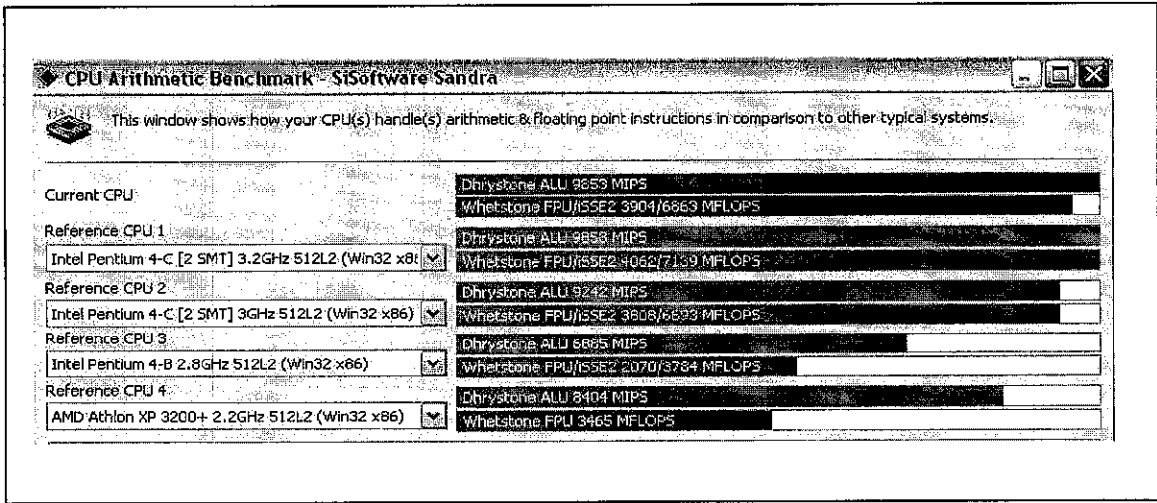 CPU Arithmetic Benchmark - SiSoftware Sandra
This window shows how your CPU(s) handle(s) arithmetic & floating point instructions in comparison to other typical systems.
Current CPU
Dhrystone ALU 9853 MIPS
Whetstone FPU/iSSE2 3904/6863 MFLOPS
Reference CPU 1
Intel Pentium 4-C [2 SMT] 3.2GHz 512L2 (Win32 x8
Dhrystone ALU 9858 MIPS
Whetstone FPU/iSSE2 4062/7139 MFLOPS
Reference CPU 2
Intel Pentium 4-C [2 SMT] 3GHz 512L2 (Win32 x86)
Dhrystone ALU 9242 MIPS
Whetstone FPU/iSSE2 3808/6693 MFLOPS
Reference CPU 3
Intel Pentium 4-B 2.8GHz 512L2 (Win32 x86)
Dhrystone ALU 6885 MIPS
Whetstone FPU/iSSE2 2070/3784 MFLOPS
Reference CPU 4
AMD Athlon XP 3200+ 2.2GHz 512L2 (Win32 x86)
Dhrystone ALU 8404 MIPS
Whetstone FPU 3465 MFLOPS